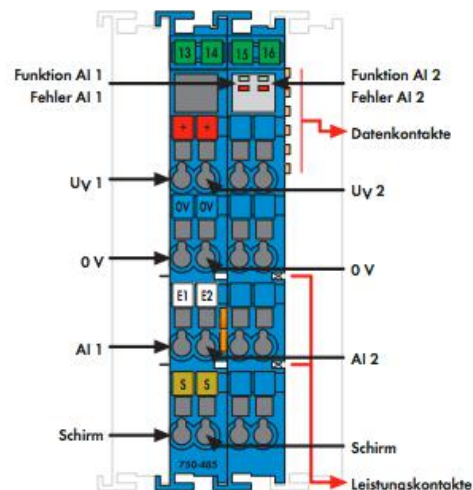 13 14 15 16
Funktion AI 1
Fehler AI 1
Funktion AI 2
Fehler AI 2
Datenkontakte
+ +
UV 1
UV 2
0V 0V
0 V
0 V
E1 E2
AI 1
AI 2
S S
Schirm
Schirm
750-485
Leistungskontakte